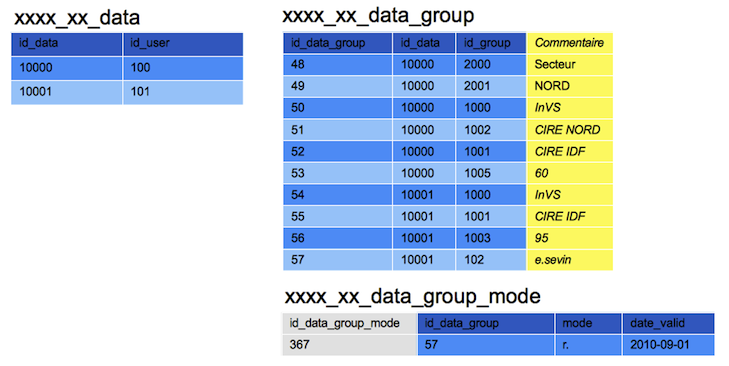 xxxx_xx_data
id_data id_user
10000 100
10001 101
xxxx_xx_data_group
id_data_group id_data id_group Commentaire
48 10000 2000 Secteur
49 10000 2001 NORD
50 10000 1000 InVS
51 10000 1002 CIRE NORD
52 10000 1001 CIRE IDF
53 10000 1005 60
54 10001 1000 InVS
55 10001 1001 CIRE IDF
56 10001 1003 95
57 10001 102 e.sevin
xxxx_xx_data_group_mode
id_data_group_mode id_data_group mode date_valid
367 57 r. 2010-09-01